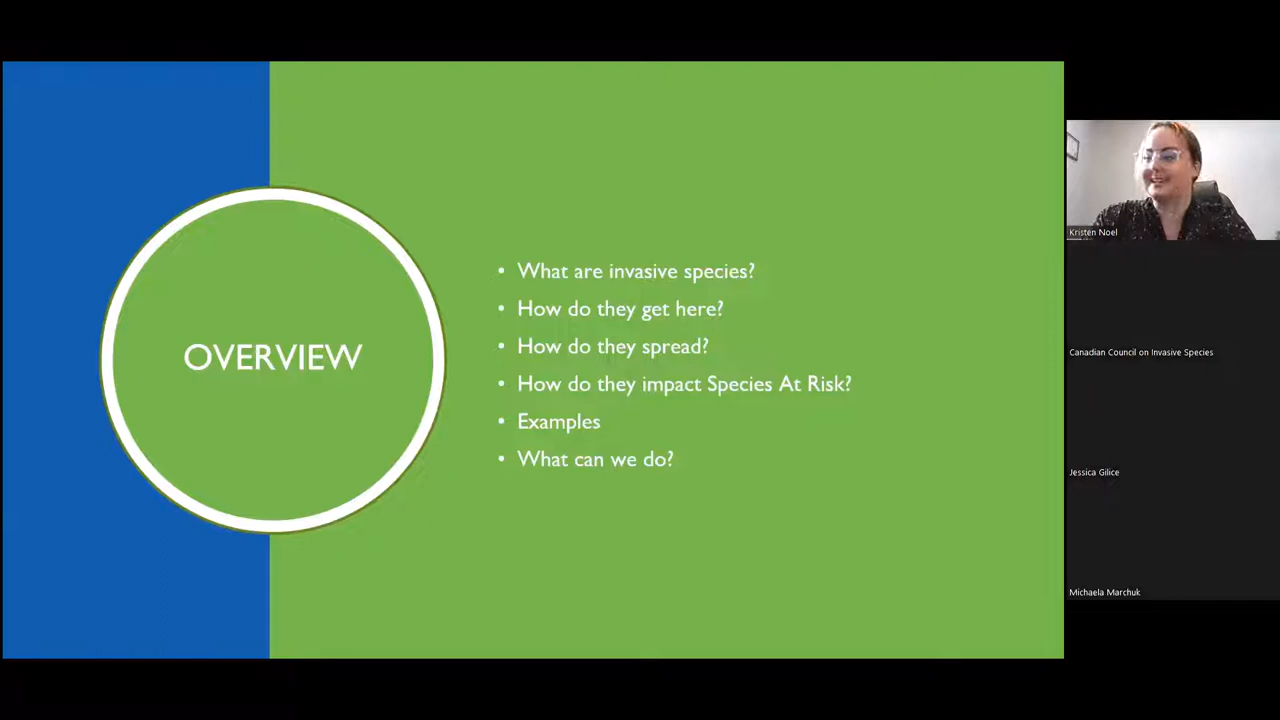 OVERVIEW
• What are invasive species?
• How do they get here?
• How do they spread?
• How do they impact Species At Risk?
• Examples
• What can we do?
Kristen Noel
Canadian Council on Invasive Species
Jessica Gilice
Michaela Marchuk